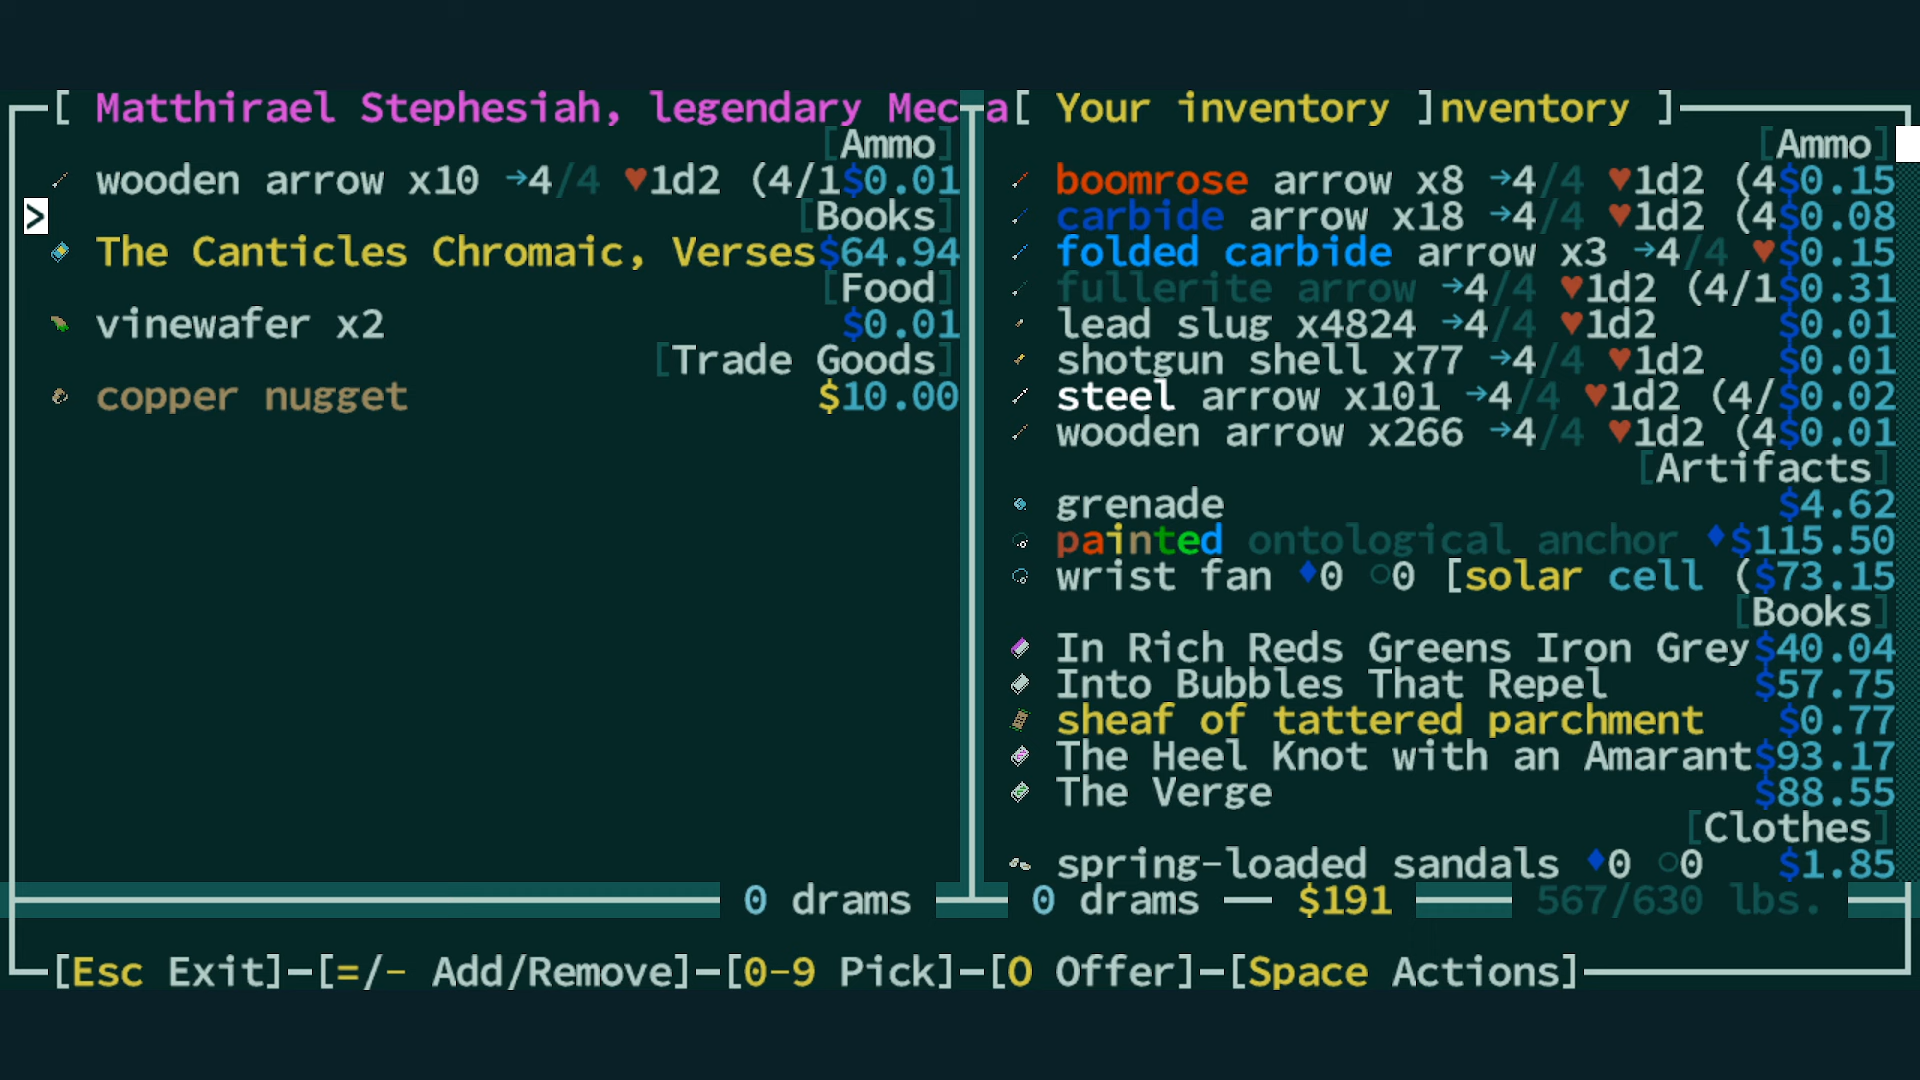 [ Matthirael Stephesiah, legendary Mec a[ Your inventory ]nventory ]
[Ammo]
wooden arrow x10 →4/4 ♥1d2 (4/1$0.01
>
[Books]
The Canticles Chromaic, Verses$64.94
[Food]
vinewafer x2 $0.01
[Trade Goods]
copper nugget $10.00
[Ammo]
boomrose arrow x8 →4/4 ♥1d2 (4$0.15
carbide arrow x18 →4/4 ♥1d2 (4$0.08
folded carbide arrow x3 →4/4 ♥$0.15
fullerite arrow →4/4 ♥1d2 (4/1$0.31
lead slug x4824 →4/4 ♥1d2 $0.01
shotgun shell x77 →4/4 ♥1d2 $0.01
steel arrow x101 →4/4 ♥1d2 (4/$0.02
wooden arrow x266 →4/4 ♥1d2 (4$0.01
[Artifacts]
grenade $4.62
painted ontological anchor ♦$115.50
wrist fan ♦0 ○0 [solar cell ($73.15
[Books]
In Rich Reds Greens Iron Grey$40.04
Into Bubbles That Repel $57.75
sheaf of tattered parchment $0.77
The Heel Knot with an Amarant$93.17
The Verge $88.55
[Clothes]
spring-loaded sandals ♦0 ○0 $1.85
0 drams
0 drams — $191 567/630 lbs.
[Esc Exit]—[=/- Add/Remove]—[0-9 Pick]—[O Offer]—[Space Actions]